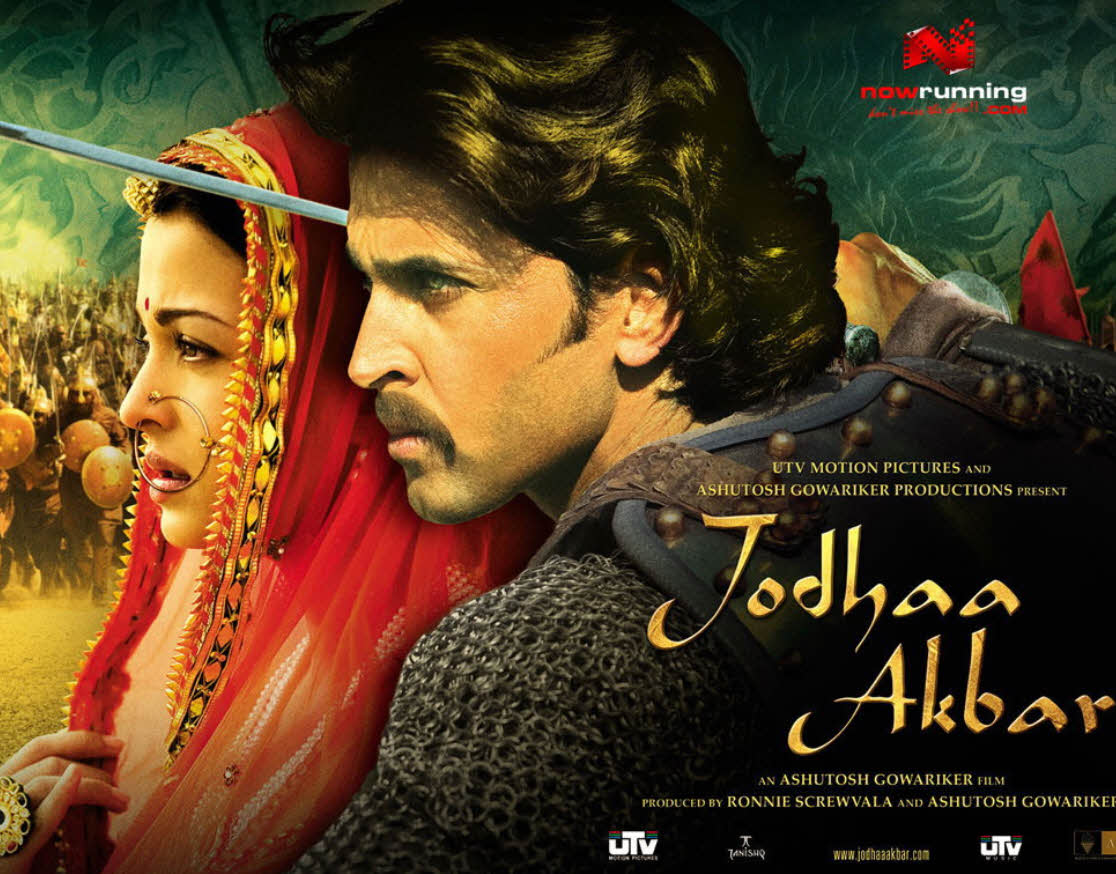 nowrunning
.COM
UTV MOTION PICTURES AND
ASHUTOSH GOWARIKER PRODUCTIONS PRESENT
Jodhaa
Akbar
AN ASHUTOSH GOWARIKER FILM
PRODUCED BY RONNIE SCREWVALA AND ASHUTOSH GOWARIKER
UTV
MOTION PICTURES
TANISHQ
www.jodhaaakbar.com
UTV
MUSIC